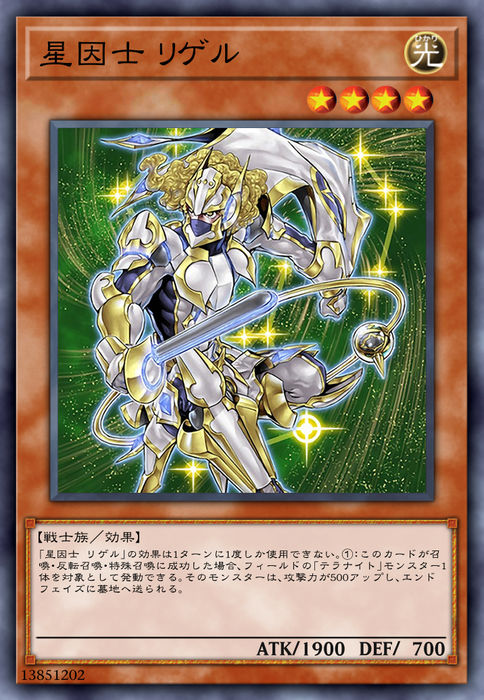 星因士 リゲル
ひかり
光
【戦士族／効果】
「星因士 リゲル」の効果は1ターンに1度しか使用できない。①：このカードが召
喚・反転召喚・特殊召喚に成功した場合、フィールドの「テラナイト」モンスター1
体を対象として発動できる。そのモンスターは、攻撃力が500アップし、エンド
フェイズに墓地へ送られる。
ATK/1900 DEF/ 700
13851202